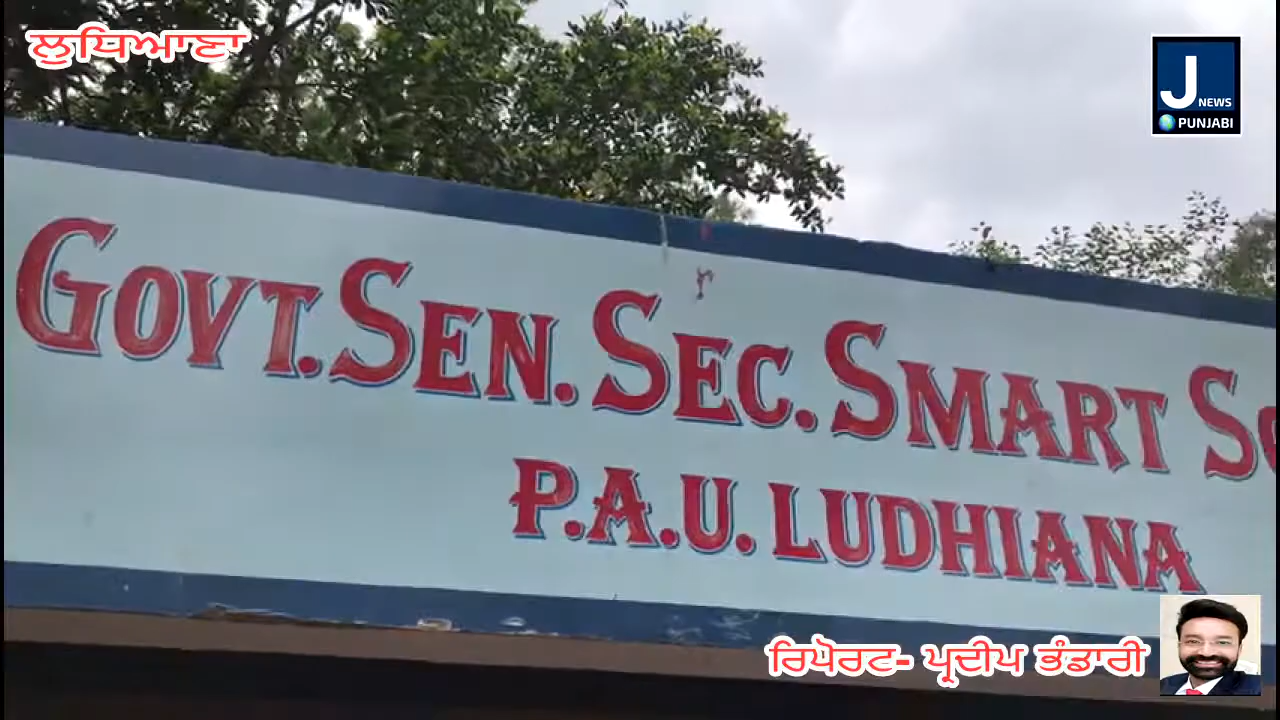 ਲੁਧਿਆਣਾ
J
NEWS
PUNJABI
GOVT. SEN. SEC. SMART
P.A.U. LUDHIANA
ਰਿਪੋਰਟ- ਪ੍ਰਦੀਪ ਭੰਡਾਰੀ